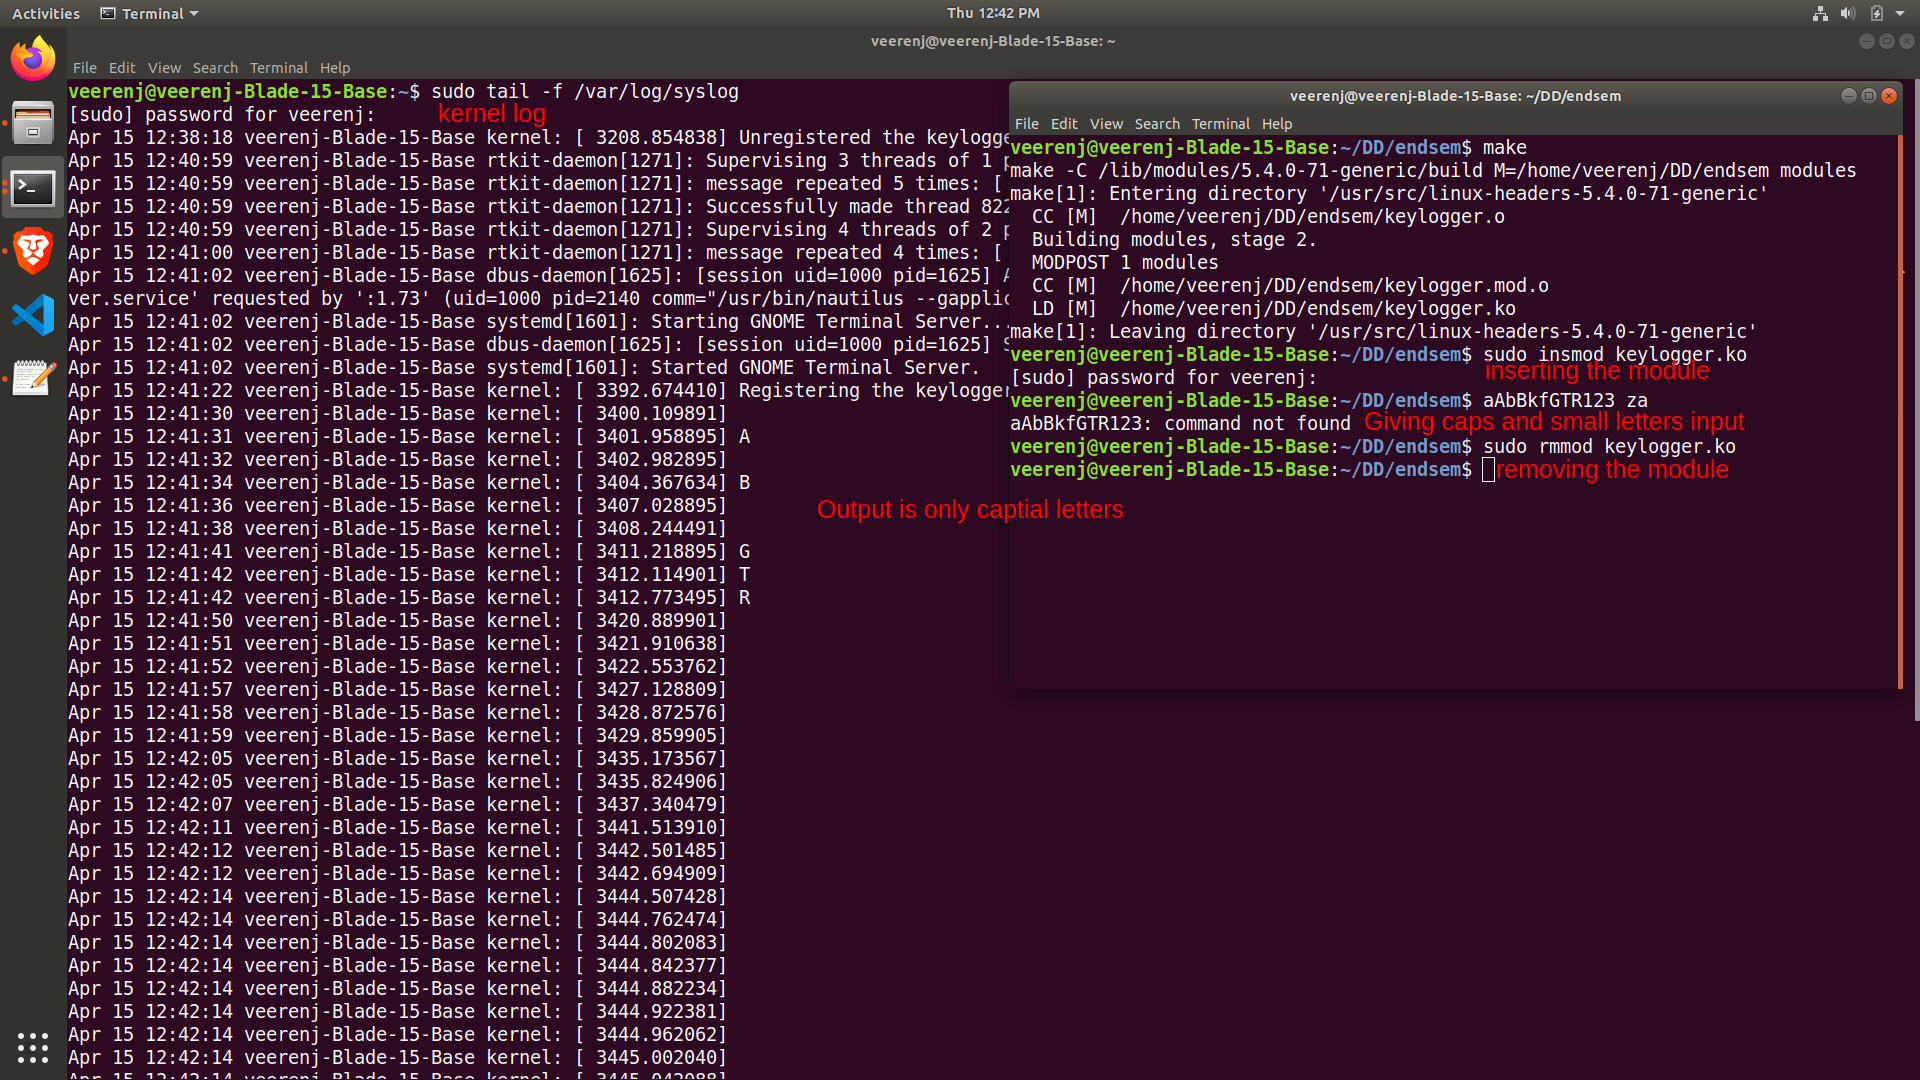 Activities
Terminal
Thu 12:42 PM
veerenj@veerenj-Blade-15-Base: ~
File Edit View Search Terminal Help
veerenj@veerenj-Blade-15-Base:~$ sudo tail -f /var/log/syslog
[sudo] password for veerenj:
kernel log
Apr 15 12:38:18 veerenj-Blade-15-Base kernel: [ 3208.854838] Unregistered the keylogge
Apr 15 12:40:59 veerenj-Blade-15-Base rtkit-daemon[1271]: Supervising 3 threads of 1 p
Apr 15 12:40:59 veerenj-Blade-15-Base rtkit-daemon[1271]: message repeated 5 times: [
Apr 15 12:40:59 veerenj-Blade-15-Base rtkit-daemon[1271]: Successfully made thread 822
Apr 15 12:40:59 veerenj-Blade-15-Base rtkit-daemon[1271]: Supervising 4 threads of 2 p
Apr 15 12:41:00 veerenj-Blade-15-Base rtkit-daemon[1271]: message repeated 4 times: [
Apr 15 12:41:02 veerenj-Blade-15-Base dbus-daemon[1625]: [session uid=1000 pid=1625] A
ver.service' requested by ':1.73' (uid=1000 pid=2140 comm="/usr/bin/nautilus --gapplic
Apr 15 12:41:02 veerenj-Blade-15-Base systemd[1601]: Starting GNOME Terminal Server...
Apr 15 12:41:02 veerenj-Blade-15-Base dbus-daemon[1625]: [session uid=1000 pid=1625] S
Apr 15 12:41:02 veerenj-Blade-15-Base systemd[1601]: Started GNOME Terminal Server.
Apr 15 12:41:22 veerenj-Blade-15-Base kernel: [ 3392.674410] Registering the keylogger
Apr 15 12:41:30 veerenj-Blade-15-Base kernel: [ 3400.109891]
Apr 15 12:41:31 veerenj-Blade-15-Base kernel: [ 3401.958895] A
Apr 15 12:41:32 veerenj-Blade-15-Base kernel: [ 3402.982895]
Apr 15 12:41:34 veerenj-Blade-15-Base kernel: [ 3404.367634] B
Apr 15 12:41:36 veerenj-Blade-15-Base kernel: [ 3407.028895]
Apr 15 12:41:38 veerenj-Blade-15-Base kernel: [ 3408.244491]
Apr 15 12:41:41 veerenj-Blade-15-Base kernel: [ 3411.218895] G
Apr 15 12:41:42 veerenj-Blade-15-Base kernel: [ 3412.114901] T
Apr 15 12:41:42 veerenj-Blade-15-Base kernel: [ 3412.773495] R
Apr 15 12:41:50 veerenj-Blade-15-Base kernel: [ 3420.889901]
Apr 15 12:41:51 veerenj-Blade-15-Base kernel: [ 3421.910638]
Apr 15 12:41:52 veerenj-Blade-15-Base kernel: [ 3422.553762]
Apr 15 12:41:57 veerenj-Blade-15-Base kernel: [ 3427.128809]
Apr 15 12:41:58 veerenj-Blade-15-Base kernel: [ 3428.872576]
Apr 15 12:41:59 veerenj-Blade-15-Base kernel: [ 3429.859905]
Apr 15 12:42:05 veerenj-Blade-15-Base kernel: [ 3435.173567]
Apr 15 12:42:05 veerenj-Blade-15-Base kernel: [ 3435.824906]
Apr 15 12:42:07 veerenj-Blade-15-Base kernel: [ 3437.340479]
Apr 15 12:42:11 veerenj-Blade-15-Base kernel: [ 3441.513910]
Apr 15 12:42:12 veerenj-Blade-15-Base kernel: [ 3442.501485]
Apr 15 12:42:12 veerenj-Blade-15-Base kernel: [ 3442.694909]
Apr 15 12:42:14 veerenj-Blade-15-Base kernel: [ 3444.507428]
Apr 15 12:42:14 veerenj-Blade-15-Base kernel: [ 3444.762474]
Apr 15 12:42:14 veerenj-Blade-15-Base kernel: [ 3444.802083]
Apr 15 12:42:14 veerenj-Blade-15-Base kernel: [ 3444.842377]
Apr 15 12:42:14 veerenj-Blade-15-Base kernel: [ 3444.882234]
Apr 15 12:42:14 veerenj-Blade-15-Base kernel: [ 3444.922381]
Apr 15 12:42:14 veerenj-Blade-15-Base kernel: [ 3444.962062]
Apr 15 12:42:14 veerenj-Blade-15-Base kernel: [ 3445.002040]
Apr 15 12:42:14 veerenj-Blade-15-Base kernel: [ 3445.042088]
Output is only captial letters
veerenj@veerenj-Blade-15-Base: ~/DD/endsem
File Edit View Search Terminal Help
veerenj@veerenj-Blade-15-Base:~/DD/endsem$ make
make -C /lib/modules/5.4.0-71-generic/build M=/home/veerenj/DD/endsem modules
make[1]: Entering directory '/usr/src/linux-headers-5.4.0-71-generic'
CC [M]  /home/veerenj/DD/endsem/keylogger.o
Building modules, stage 2.
MODPOST 1 modules
CC [M]  /home/veerenj/DD/endsem/keylogger.mod.o
LD [M]  /home/veerenj/DD/endsem/keylogger.ko
make[1]: Leaving directory '/usr/src/linux-headers-5.4.0-71-generic'
veerenj@veerenj-Blade-15-Base:~/DD/endsem$ sudo insmod keylogger.ko
[sudo] password for veerenj:
inserting the module
veerenj@veerenj-Blade-15-Base:~/DD/endsem$ aAbBkfGTR123 za
aAbBkfGTR123: command not found
Giving caps and small letters input
veerenj@veerenj-Blade-15-Base:~/DD/endsem$ sudo rmmod keylogger.ko
veerenj@veerenj-Blade-15-Base:~/DD/endsem$
removing the module